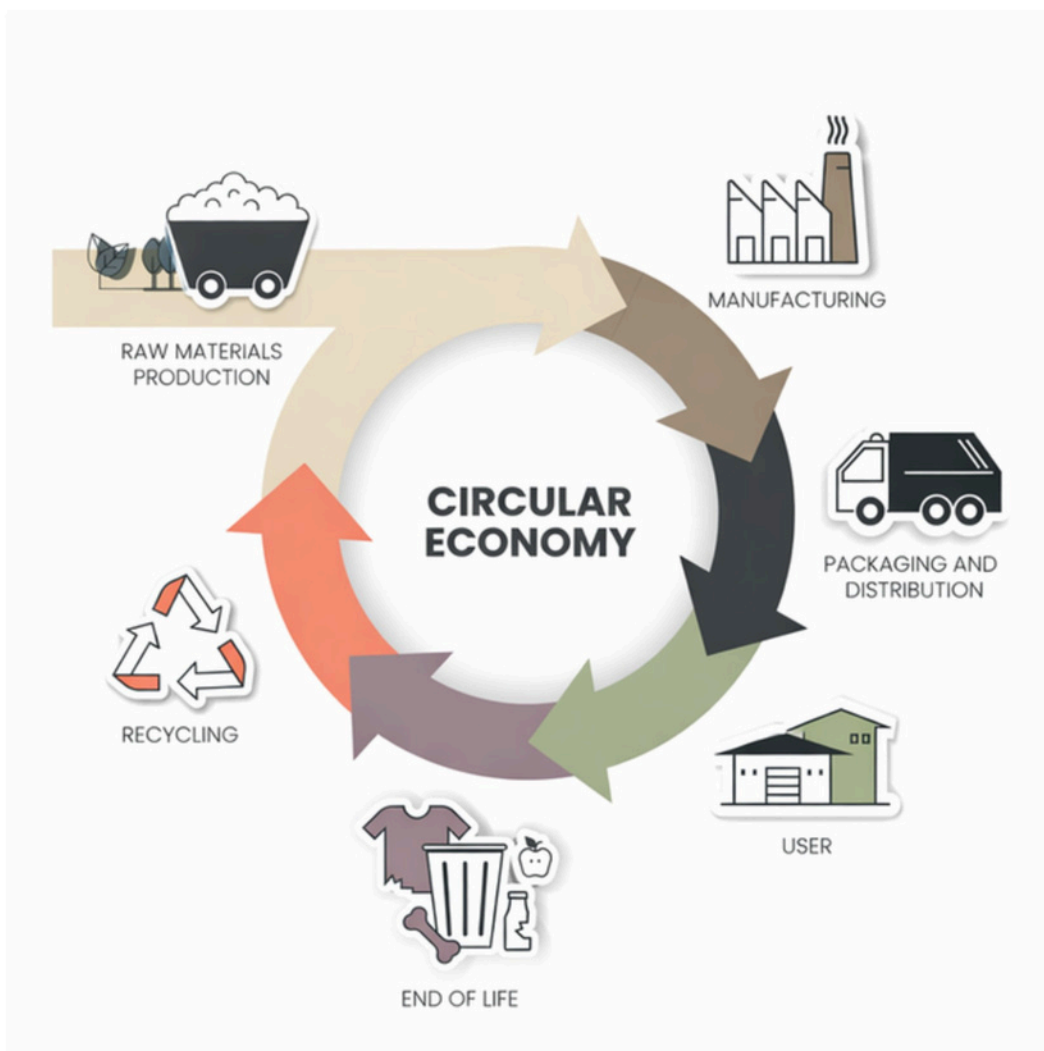 CIRCULAR
ECONOMY
RAW MATERIALS
PRODUCTION
MANUFACTURING
PACKAGING AND
DISTRIBUTION
USER
END OF LIFE
RECYCLING